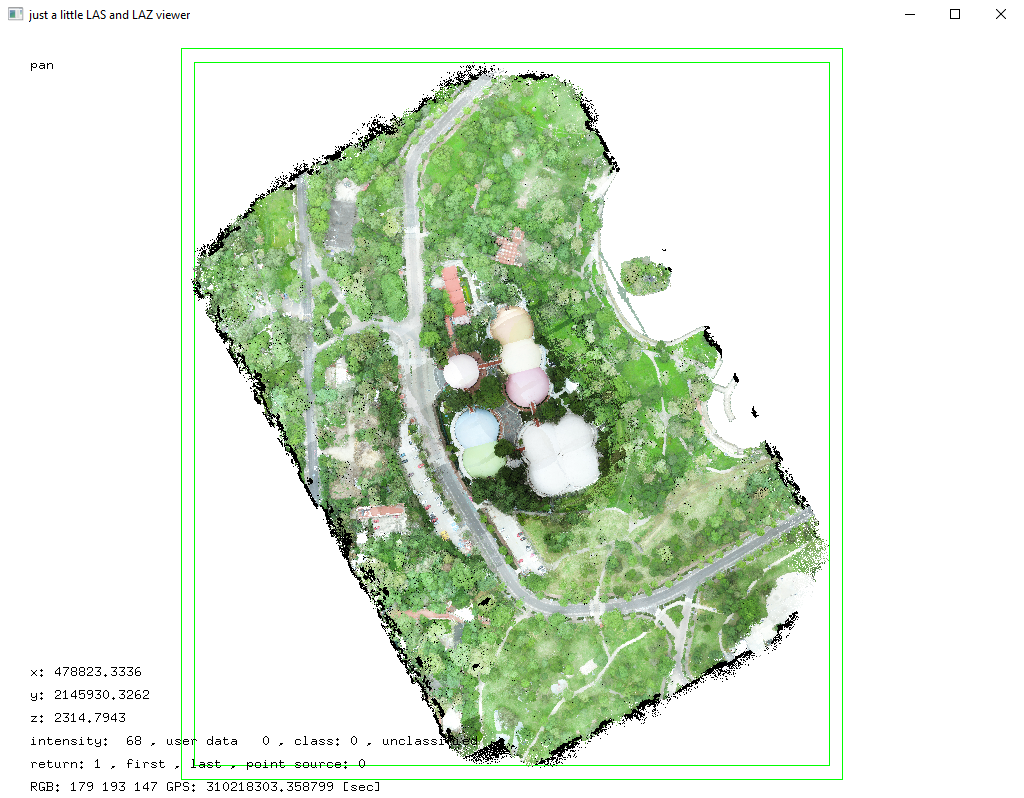 just a little LAS and LAZ viewer
pan
x: 478823.3336
y: 2145930.3262
z: 2314.7943
intensity:  68 , user data   0 , class: 0 , unclassified
return: 1 , first , last , point source: 0
RGB: 179 193 147 GPS: 310218303.358799 [sec]